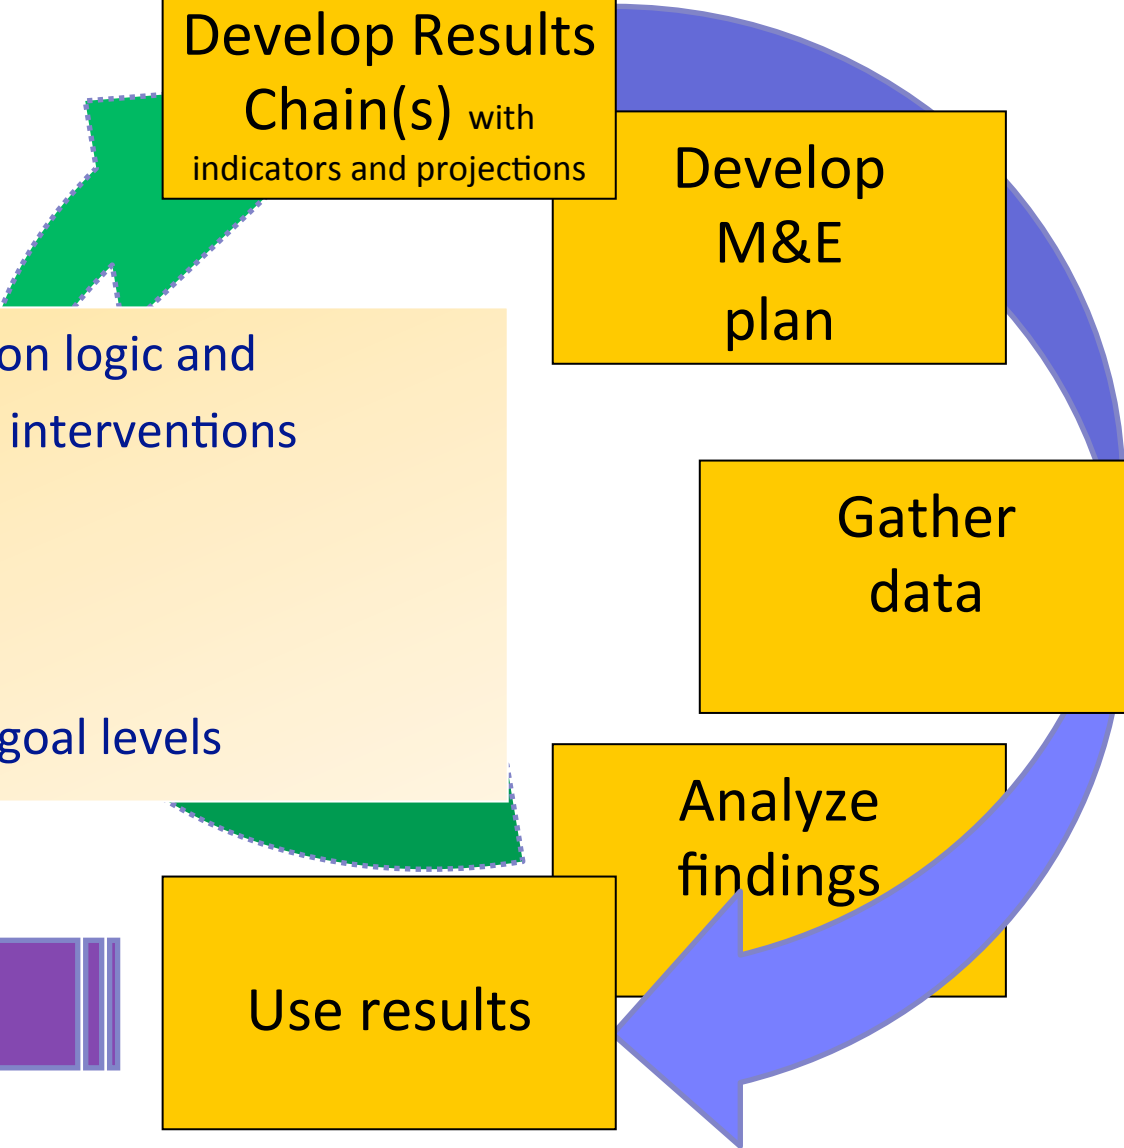 Develop Results
Chain(s) with
indicators and projections
Develop
M&E
plan
on logic and
interventions
goal levels
Gather
data
Analyze
findings
Use results